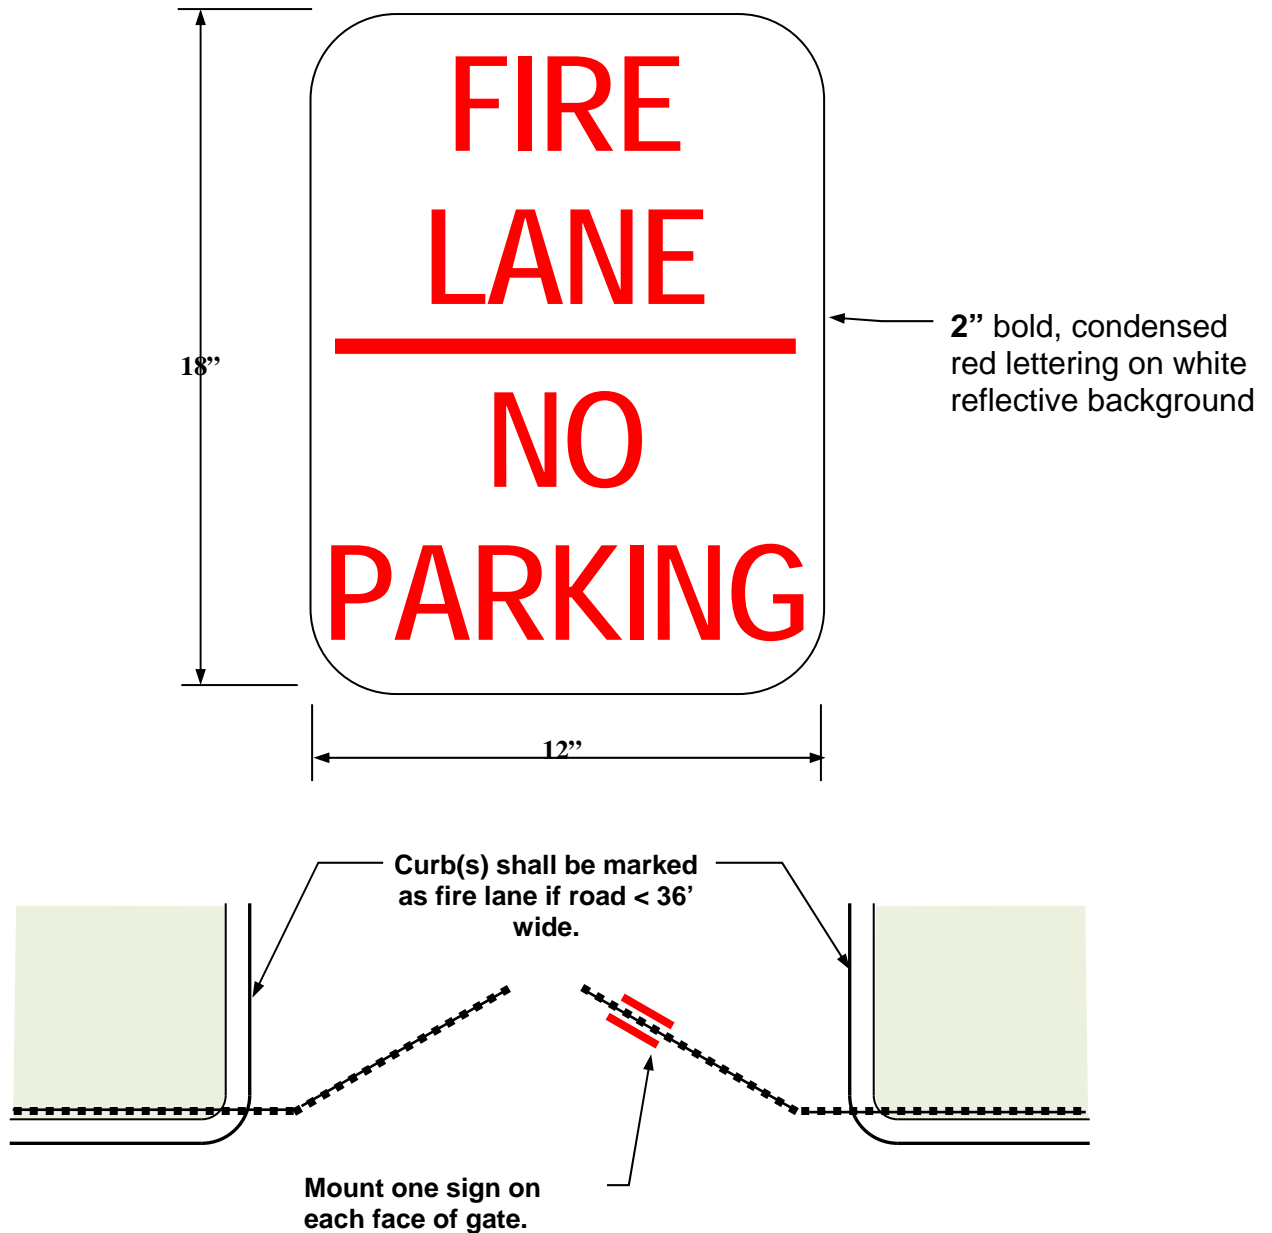 FIRE
LANE
NO
PARKING
18”
12”
2” bold, condensed
red lettering on white
reflective background
Curb(s) shall be marked
as fire lane if road < 36’
wide.
Mount one sign on
each face of gate.